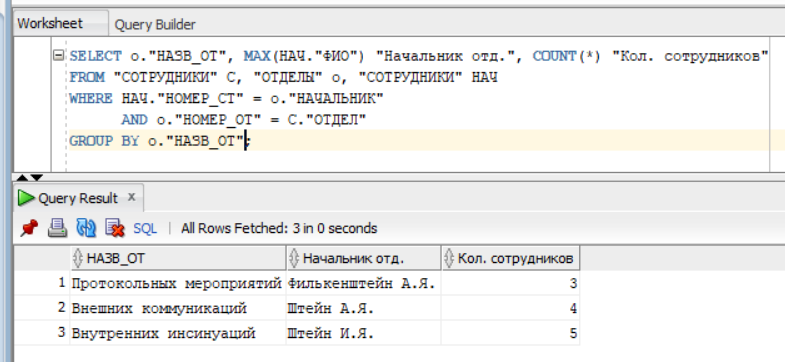 Worksheet Query Builder
SELECT o."НАЗВ_ОТ", MAX(НАЧ."ФИО") "Начальник отд.", COUNT(*) "Кол. сотрудников"
FROM "СОТРУДНИКИ" С, "ОТДЕЛЫ" о, "СОТРУДНИКИ" НАЧ
WHERE НАЧ."НОМЕР_СТ" = о."НАЧАЛЬНИК"
AND о."НОМЕР_ОТ" = С."ОТДЕЛ"
GROUP BY о."НАЗВ_ОТ";
Query Result x
SQL | All Rows Fetched: 3 in 0 seconds
НАЗВ_ОТ Начальник отд. Кол. сотрудников
1 Протокольных мероприятий Филькенштейн А.Я. 3
2 Внешних коммуникаций Штейн А.Я. 4
3 Внутренних инсинуаций Штейн И.Я. 5